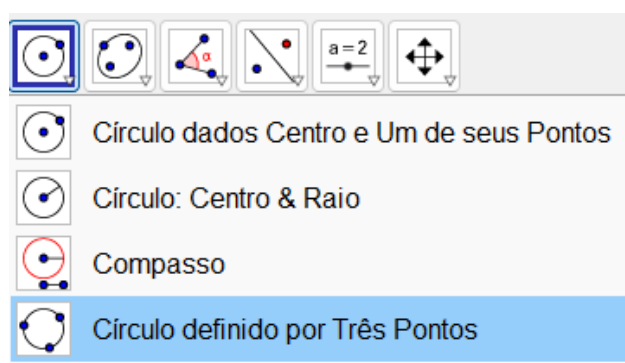 α
a = 2
Círculo dados Centro e Um de seus Pontos
Círculo: Centro & Raio
Compasso
Círculo definido por Três Pontos